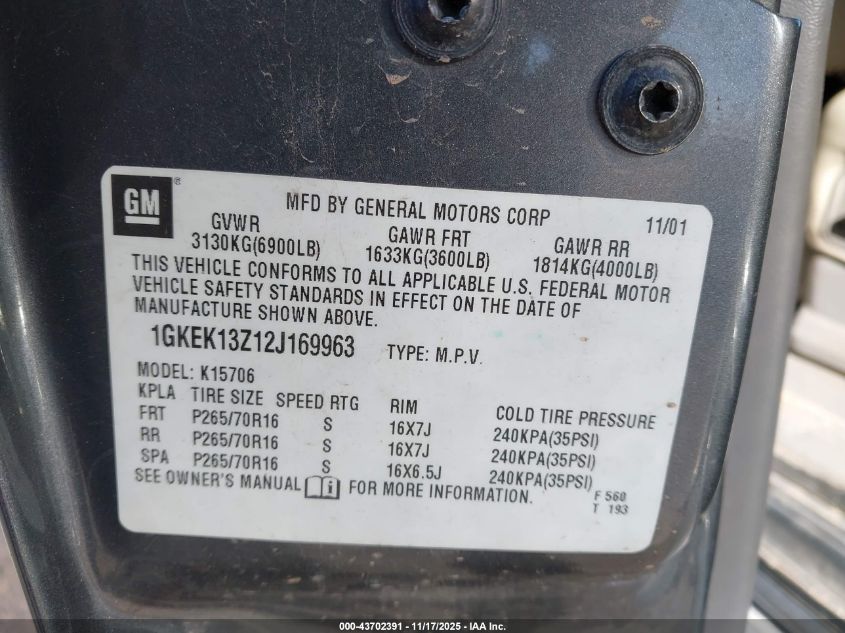 GM ®
MFD BY GENERAL MOTORS CORP 11/01
GVWR GAWR FRT GAWR RR
3130KG(6900LB) 1633KG(3600LB) 1814KG(4000LB)
THIS VEHICLE CONFORMS TO ALL APPLICABLE U.S. FEDERAL MOTOR
VEHICLE SAFETY STANDARDS IN EFFECT ON THE DATE OF
MANUFACTURE SHOWN ABOVE.
1GKEK13Z12J169963 TYPE: M.P.V.
MODEL: K15706
KPLA TIRE SIZE SPEED RTG RIM COLD TIRE PRESSURE
FRT P265/70R16 S 16X7J 240KPA(35PSI)
RR P265/70R16 S 16X7J 240KPA(35PSI)
SPA P265/70R16 S 16X6.5J 240KPA(35PSI)
SEE OWNER'S MANUAL i FOR MORE INFORMATION.
F 560
T 193
000-43702391 - 11/17/2025 - IAA Inc.